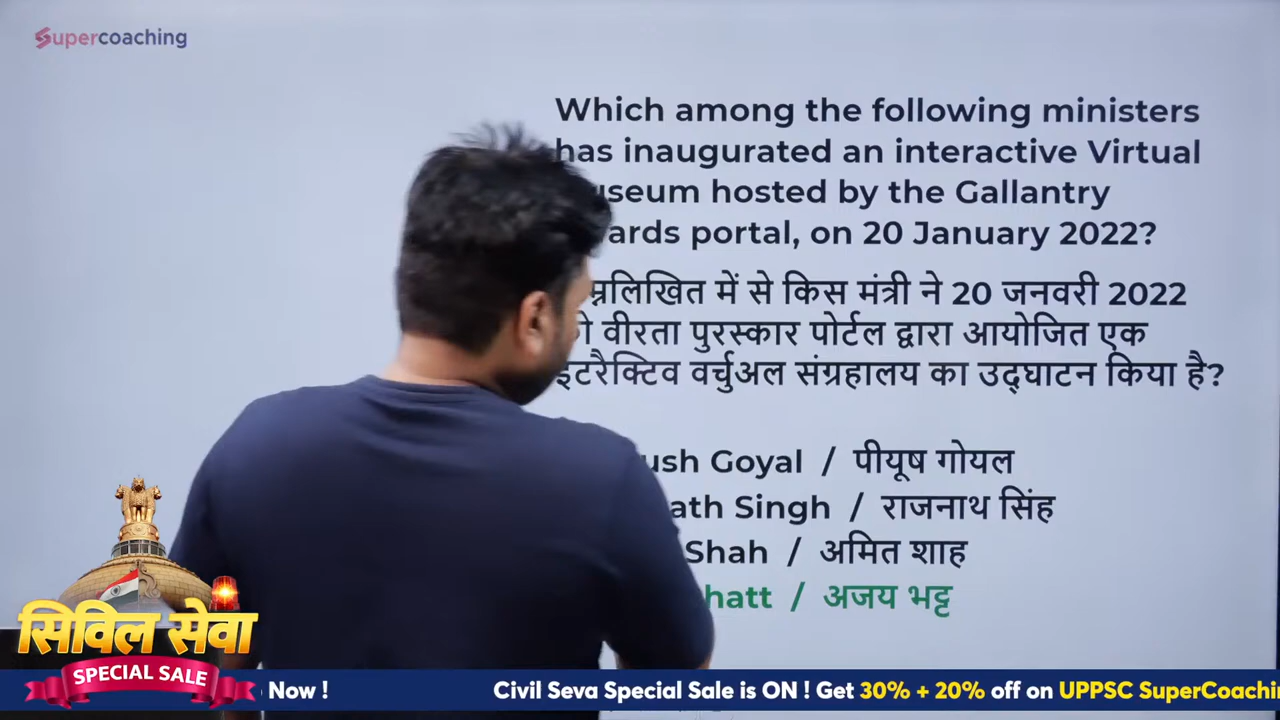 Supercoaching
Which among the following ministers
has inaugurated an interactive Virtual
useum hosted by the Gallantry
ards portal, on 20 January 2022?
म्नलिखित में से किस मंत्री ने 20 जनवरी 2022
वीरता पुरस्कार पोर्टल द्वारा आयोजित एक
इंटरैक्टिव वर्चुअल संग्रहालय का उद्घाटन किया है?
ush Goyal / पीयूष गोयल
ath Singh / राजनाथ सिंह
Shah / अमित शाह
hatt / अजय भट्ट
सिविल सेवा
SPECIAL SALE
Now ! Civil Seva Special Sale is ON ! Get 30% + 20% off on UPPSC SuperCoachi